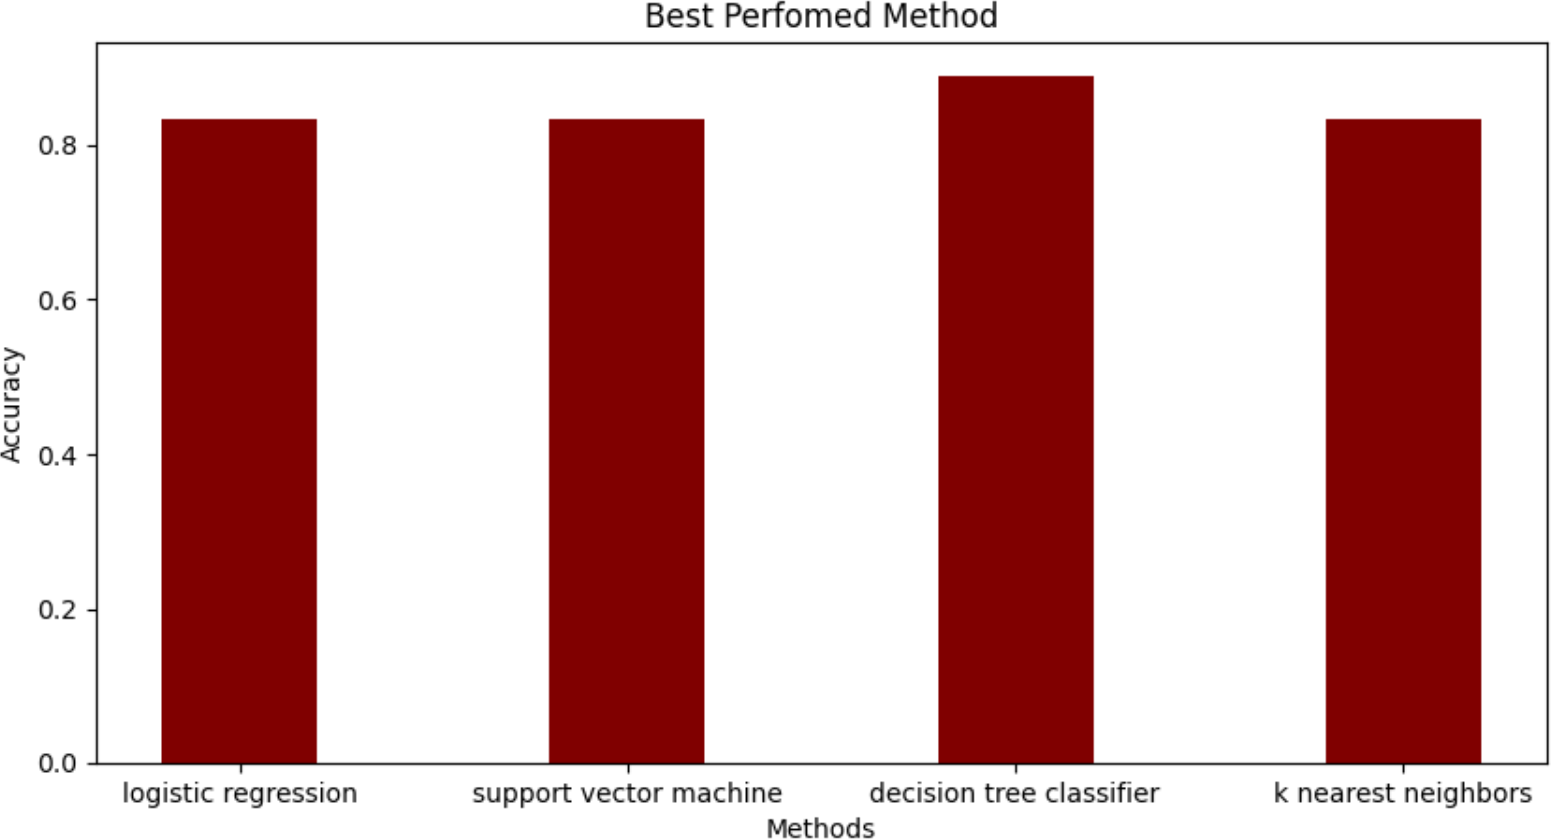 Best Perfomed Method
Accuracy
0.8
0.6
0.4
0.2
0.0
logistic regression
support vector machine
decision tree classifier
k nearest neighbors
Methods